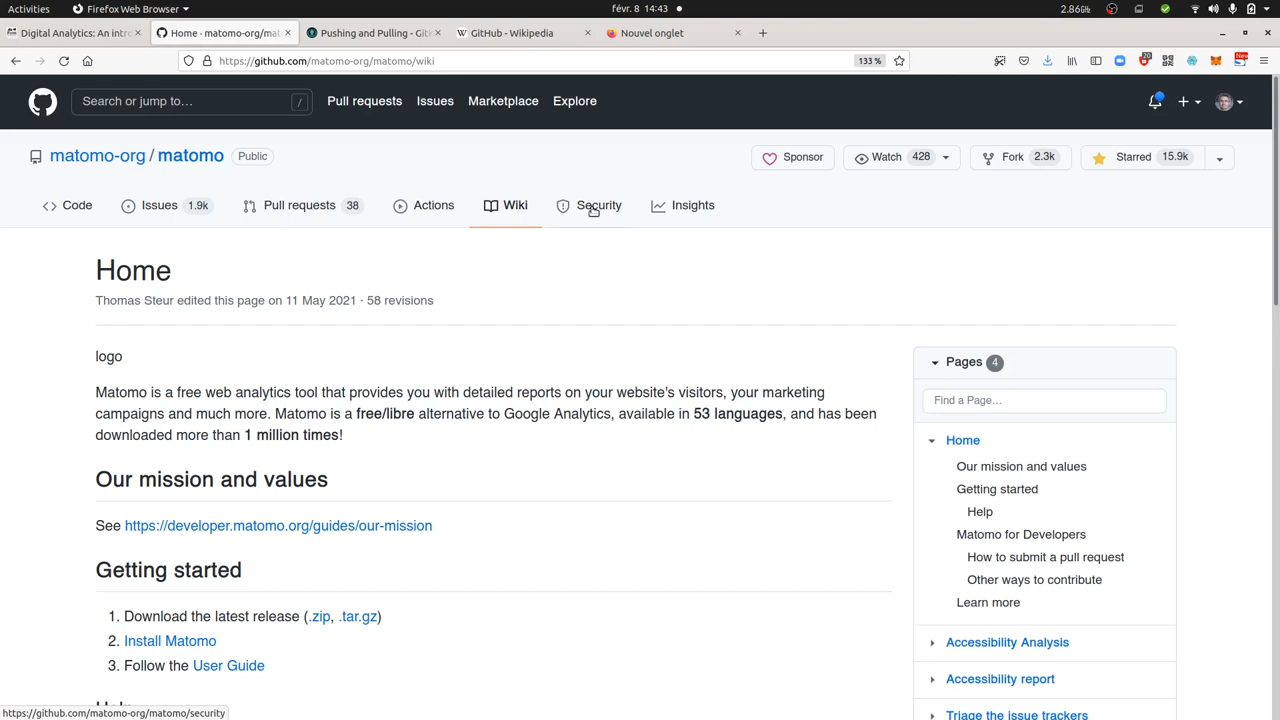 Activities
Firefox Web Browser
févr. 8 14:43
2.86GHz
Digital Analytics: An intr
Home · matomo-org/mat
Pushing and Pulling - Git
GitHub - Wikipedia
Nouvel onglet
https://github.com/matomo-org/matomo/wiki
133 %
20
New
Search or jump to…
/
Pull requests
Issues
Marketplace
Explore
matomo-org / matomo
Public
Sponsor
Watch 428
Fork 2.3k
Starred 15.9k
Code
Issues 1.9k
Pull requests 38
Actions
Wiki
Security
Insights
Home
Thomas Steur edited this page on 11 May 2021 · 58 revisions
logo
Matomo is a free web analytics tool that provides you with detailed reports on your website's visitors, your marketing
campaigns and much more. Matomo is a free/libre alternative to Google Analytics, available in 53 languages, and has been
downloaded more than 1 million times!
Our mission and values
See https://developer.matomo.org/guides/our-mission
Getting started
1. Download the latest release (.zip, .tar.gz)
2. Install Matomo
3. Follow the User Guide
Help
Pages 4
Find a Page…
Home
Our mission and values
Getting started
Help
Matomo for Developers
How to submit a pull request
Other ways to contribute
Learn more
Accessibility Analysis
Accessibility report
Triage the issue trackers
https://github.com/matomo-org/matomo/security